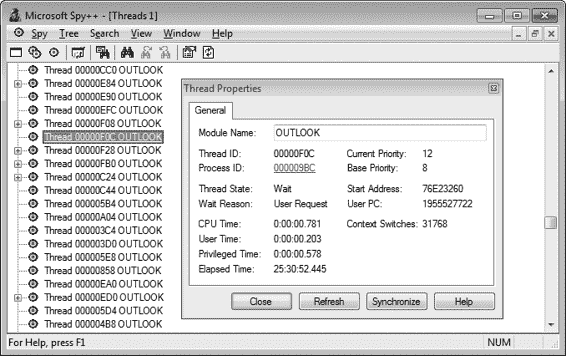 Microsoft Spy++ - [Threads 1]
Spy Tree Search View Window Help
Thread 00000CC0 OUTLOOK
Thread 00000E84 OUTLOOK
Thread 00000E90 OUTLOOK
Thread 00000EFC OUTLOOK
Thread 00000F08 OUTLOOK
Thread 00000F0C OUTLOOK
Thread 00000F28 OUTLOOK
Thread 00000FB0 OUTLOOK
Thread 00000C24 OUTLOOK
Thread 00000C44 OUTLOOK
Thread 000005B4 OUTLOOK
Thread 00000A04 OUTLOOK
Thread 000003C4 OUTLOOK
Thread 000003D0 OUTLOOK
Thread 000005E8 OUTLOOK
Thread 00000858 OUTLOOK
Thread 00000EA0 OUTLOOK
Thread 00000ED0 OUTLOOK
Thread 000005D4 OUTLOOK
Thread 000004B8 OUTLOOK
Thread Properties
General
Module Name: OUTLOOK
Thread ID: 00000F0C Current Priority: 12
Process ID: 000009BC Base Priority: 8
Thread State: Wait Start Address: 76E23260
Wait Reason: User Request User PC: 1955527722
CPU Time: 0:00:00.781 Context Switches: 31768
User Time: 0:00:00.203
Privileged Time: 0:00:00.578
Elapsed Time: 25:30:52.445
Close Refresh Synchronize Help
For Help, press F1 NUM